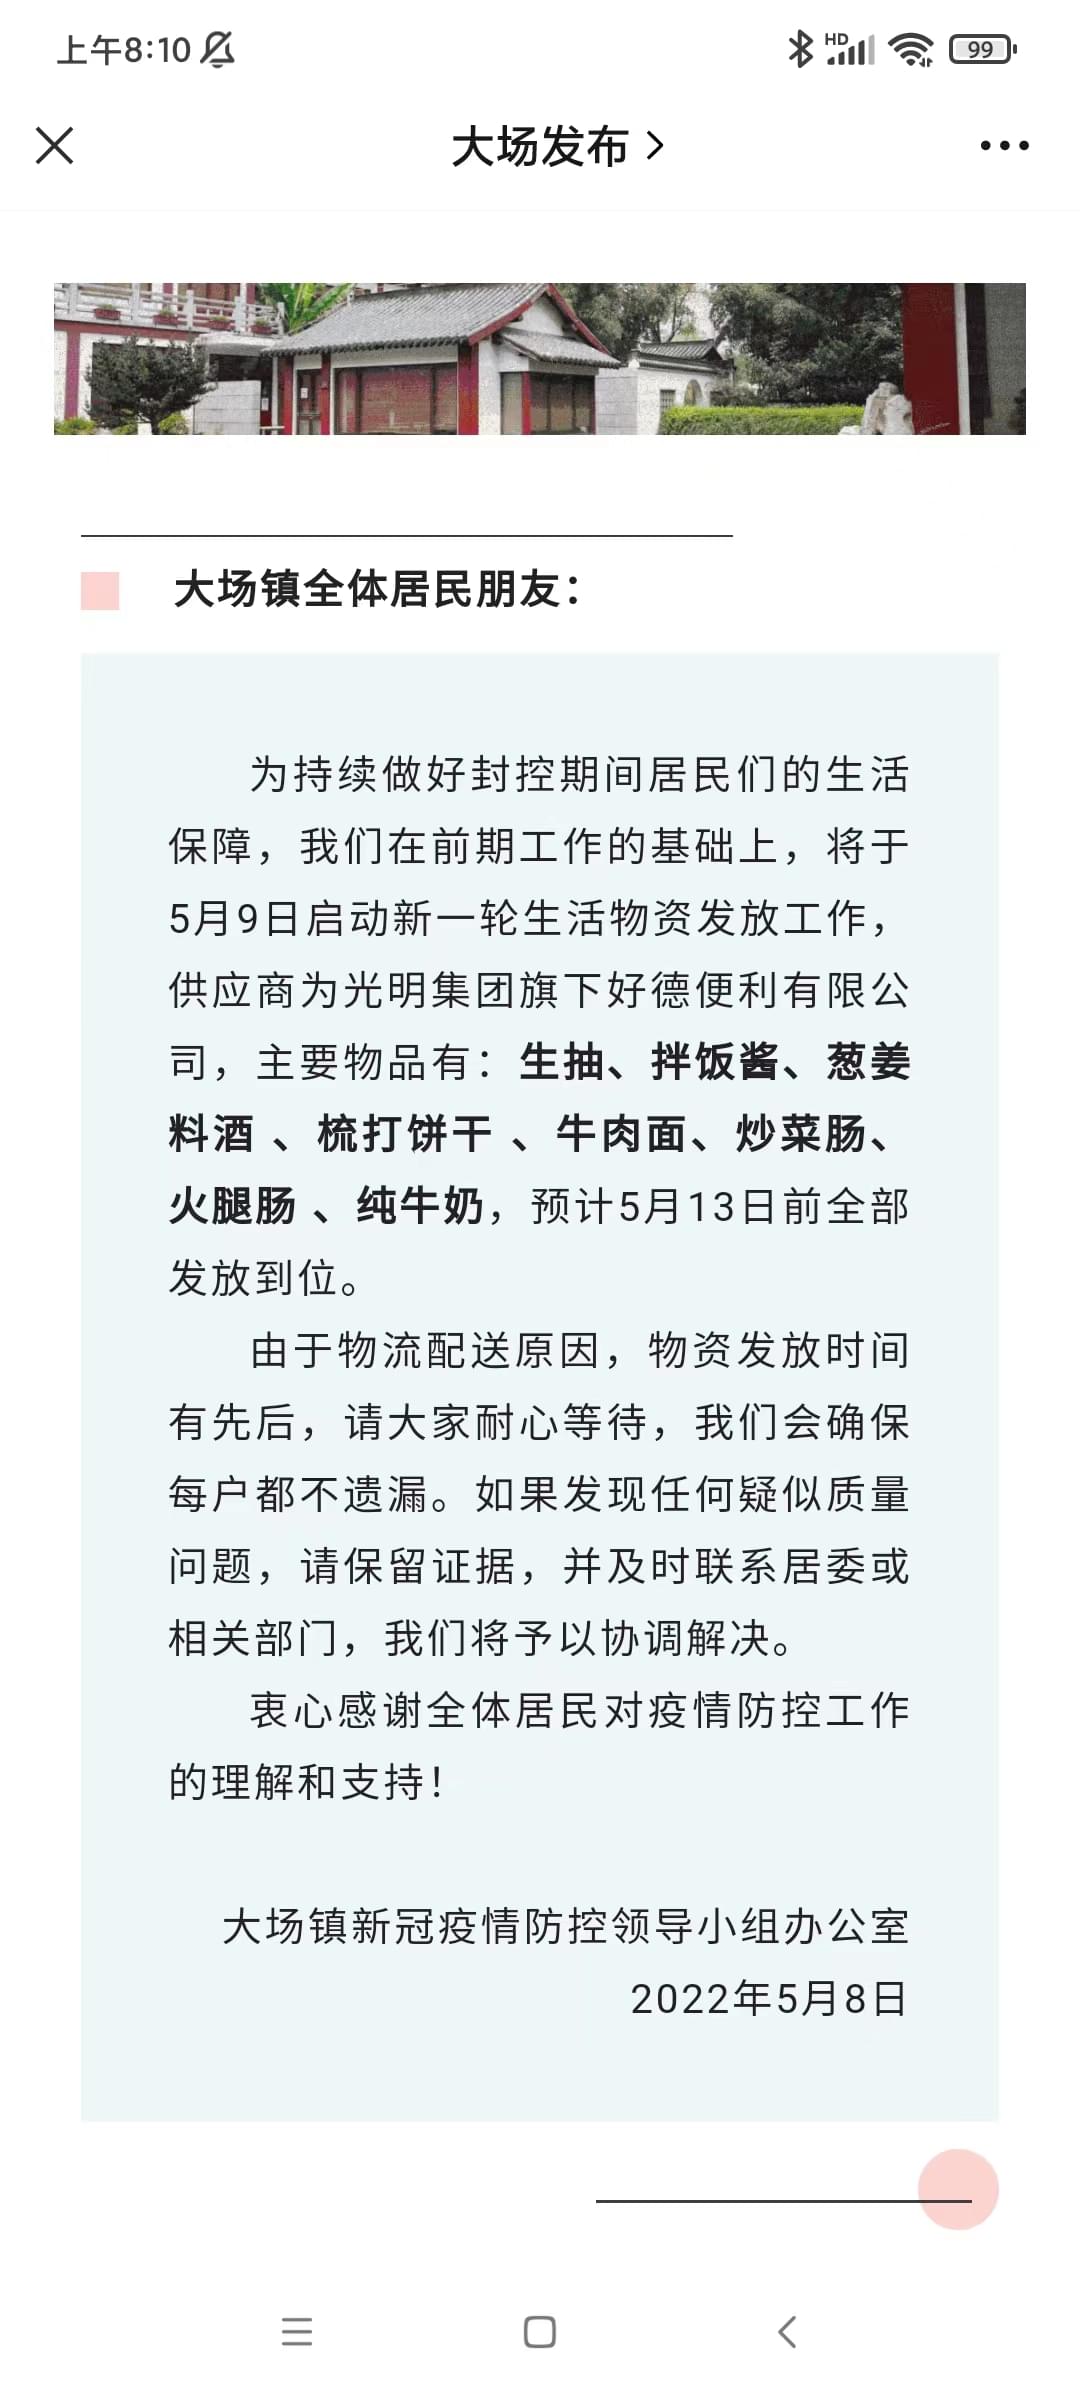 上午8:10
HD
99
大场发布
大场镇全体居民朋友：
为持续做好封控期间居民们的生活
保障，我们在前期工作的基础上，将于
5月9日启动新一轮生活物资发放工作，
供应商为光明集团旗下好德便利有限公
司，主要物品有：生抽、拌饭酱、葱姜
料酒 、梳打饼干 、牛肉面、炒菜肠、
火腿肠 、纯牛奶，预计5月13日前全部
发放到位。
由于物流配送原因，物资发放时间
有先后，请大家耐心等待，我们会确保
每户都不遗漏。如果发现任何疑似质量
问题，请保留证据，并及时联系居委或
相关部门，我们将予以协调解决。
衷心感谢全体居民对疫情防控工作
的理解和支持！
大场镇新冠疫情防控领导小组办公室
2022年5月8日